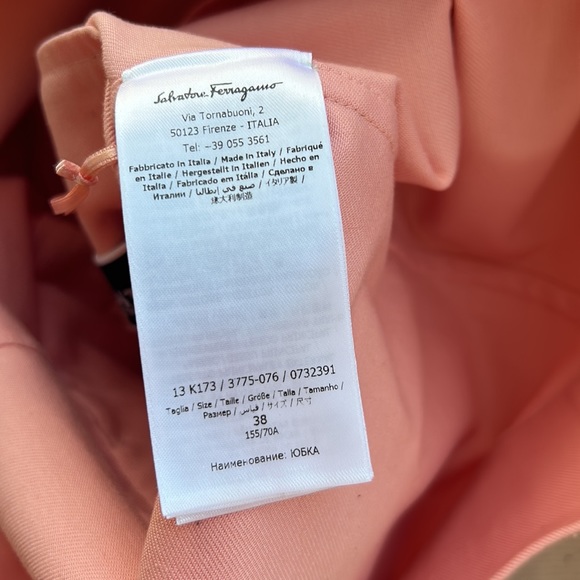 Salvatore Ferragamo
Via Tornabuoni, 2
50123 Firenze - ITALIA
Tel: ~39 055 3561
Fabbricato in Italia / Made in Italy / Fabriqué
en Italie / Hergestellt in Italien / Hecho en
Italia / Fabricado em Itália / Сделано в
Италии / صنع في إيطاليا / イタリア製 /
意大利制造
13 K173 / 3775-076 / 0732391
Taglia / Size / Taille / Größe / Talla / Tamanho /
Размер / قياس / サイズ / 尺寸
38
155/70A
Наименование: ЮБКА